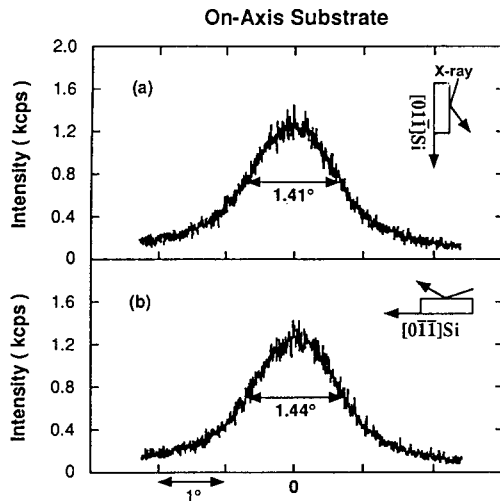 On-Axis Substrate
2.0
1.6
1.2
0.8
0.4
0
Intensity ( kcps )
(a)
X-ray
[01̄1̄]Si
1.41°
1.6
1.2
0.8
0.4
0
Intensity ( kcps )
(b)
[01̄1̄]Si
1.44°
1°
0